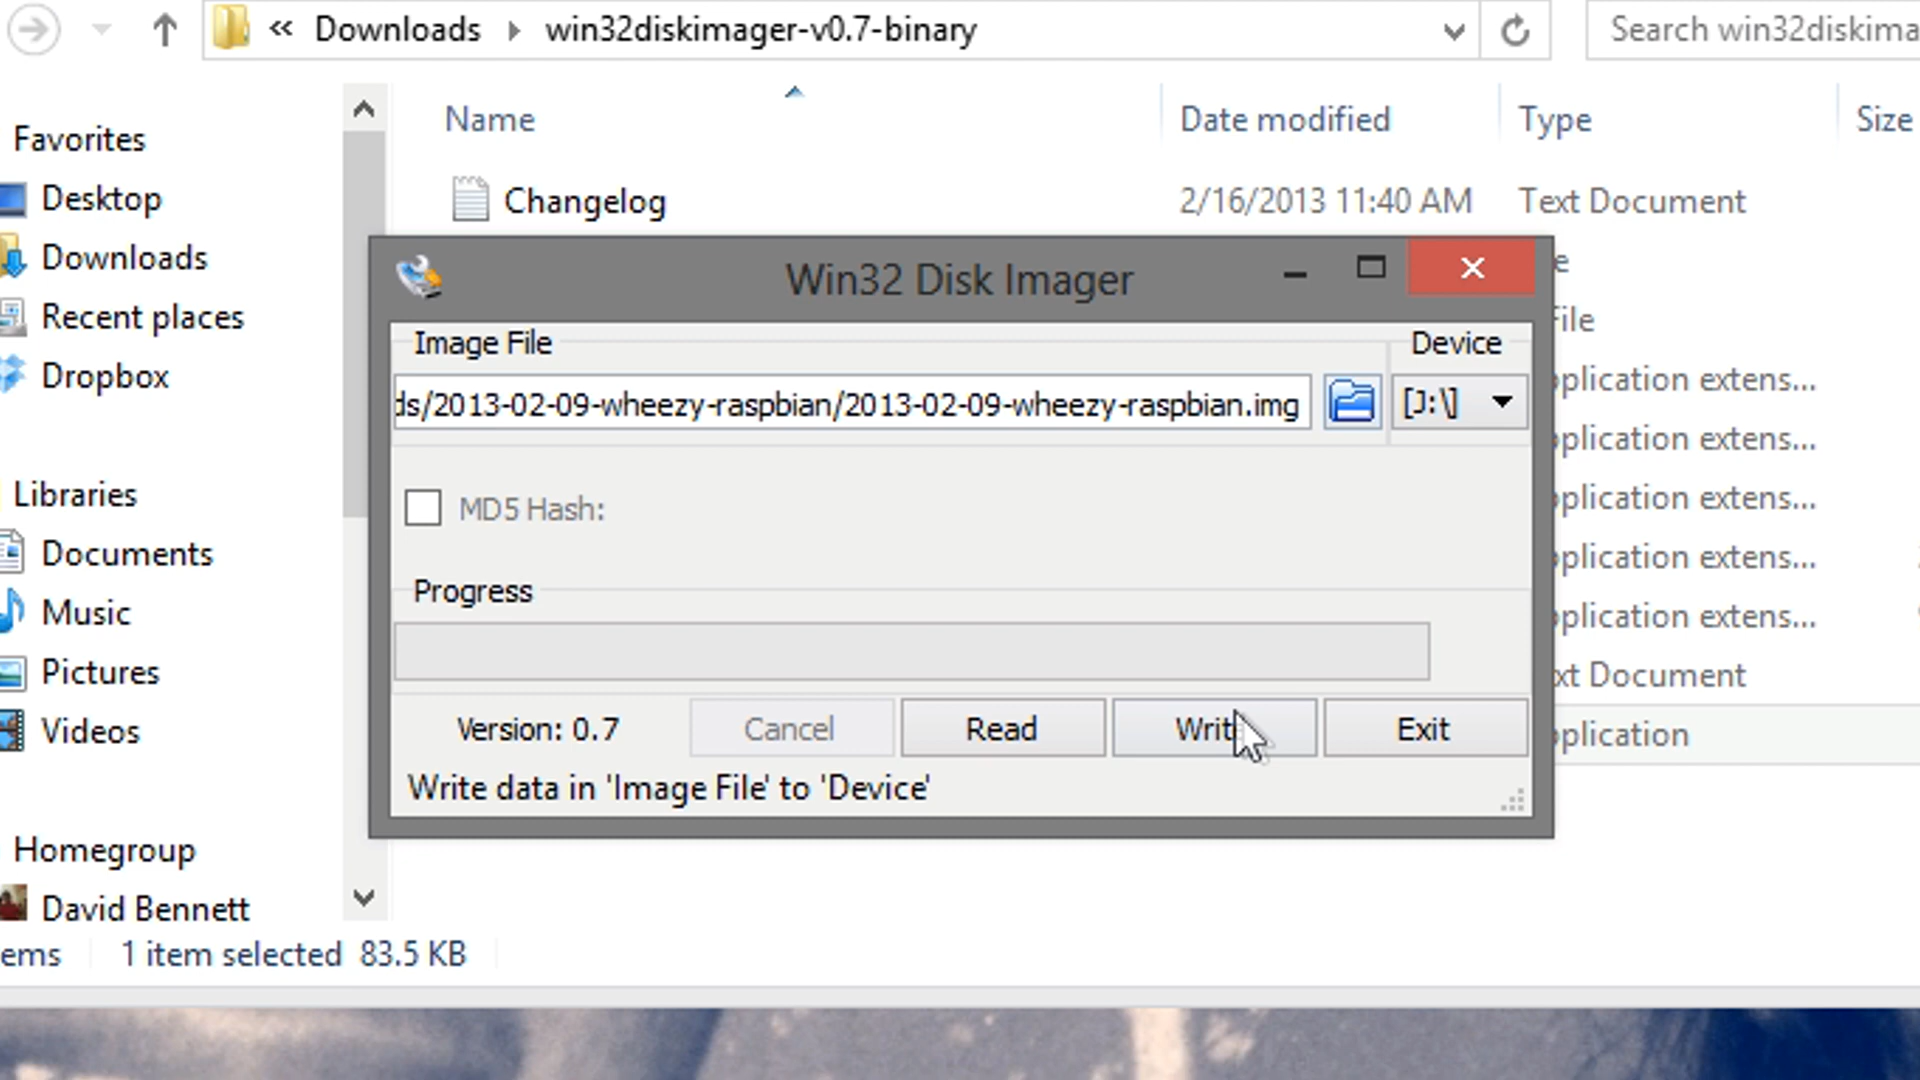 « Downloads win32diskimager-v0.7-binary
Search win32diskima
Name Date modified Type Size
Favorites
Desktop
Downloads
Recent places
Dropbox
Libraries
Documents
Music
Pictures
Videos
Homegroup
David Bennett
Changelog 2/16/2013 11:40 AM Text Document
e
File
plication extens...
plication extens...
plication extens...
plication extens...
plication extens...
xt Document
plication
Win32 Disk Imager
Image File Device
ds/2013-02-09-wheezy-raspbian/2013-02-09-wheezy-raspbian.img [J:\]
MD5 Hash:
Progress
Version: 0.7 Cancel Read Writ Exit
Write data in 'Image File' to 'Device'
ems 1 item selected 83.5 KB